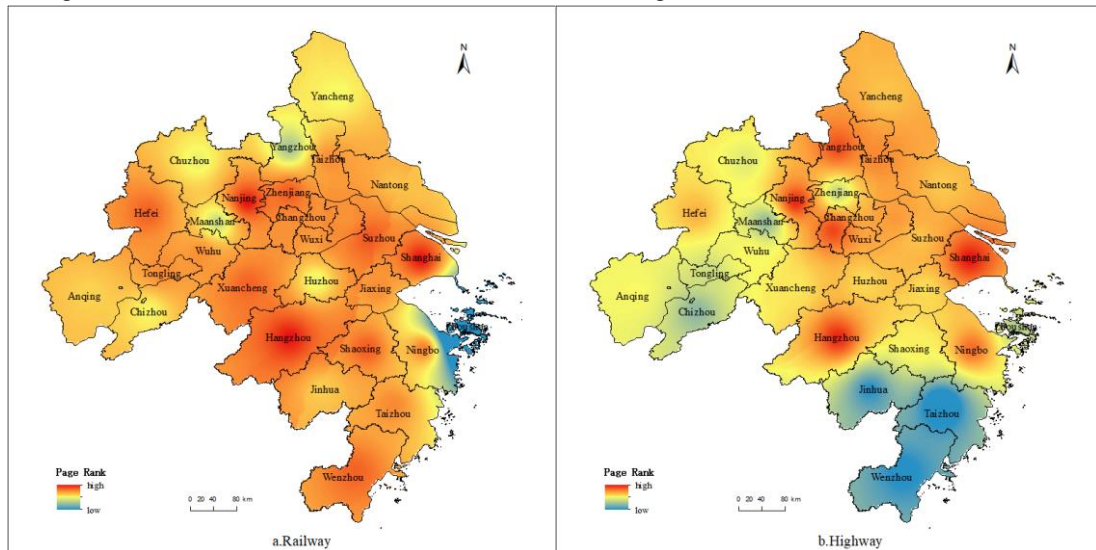 N
Yancheng
Yangzhou
Taizhou
Chuzhou
Nantong
Nanjing
Zhenjiang
Hefei
Maanshan
Changzhou
Wuxi
Suzhou
Wuhu
Shanghai
Tongling
Xuancheng
Huzhou
Jiaxing
Anqing
Chizhou
Hangzhou
Shaoxing
Ningbo
Jinhua
Taizhou
Wenzhou
Page Rank
high
low
0 20 40 80 km
a.Railway
N
Yancheng
Yangzhou
Taizhou
Chuzhou
Nantong
Nanjing
Zhenjiang
Hefei
Maanshan
Changzhou
Wuxi
Suzhou
Wuhu
Shanghai
Tongling
Xuancheng
Huzhou
Jiaxing
Anqing
Chizhou
Hangzhou
Shaoxing
Ningbo
Zhoushan
Jinhua
Taizhou
Wenzhou
Page Rank
high
low
0 20 40 80 km
b.Highway